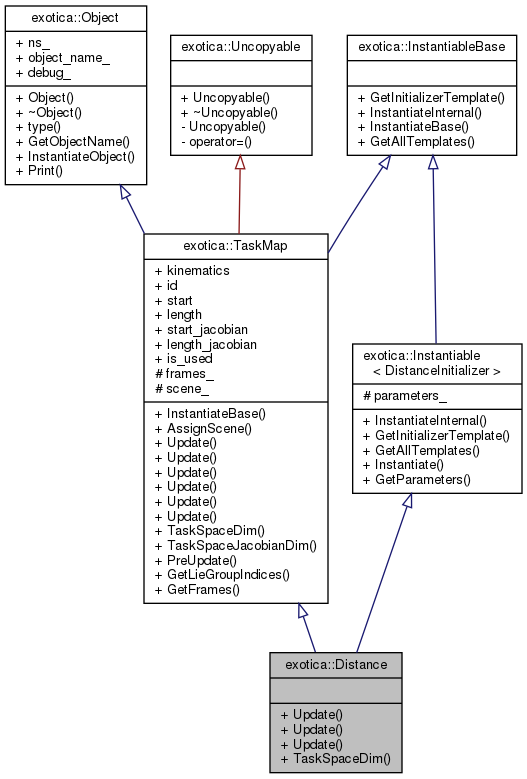 exotica::Object
+ ns_
+ object_name_
+ debug_
+ Object()
+ ~Object()
+ type()
+ GetObjectName()
+ InstantiateObject()
+ Print()
exotica::Uncopyable
+ Uncopyable()
+ ~Uncopyable()
- Uncopyable()
- operator=()
exotica::InstantiableBase
+ GetInitializerTemplate()
+ InstantiateInternal()
+ InstantiateBase()
+ GetAllTemplates()
exotica::TaskMap
+ kinematics
+ id
+ start
+ length
+ start_jacobian
+ length_jacobian
+ is_used
# frames_
# scene_
+ InstantiateBase()
+ AssignScene()
+ Update()
+ Update()
+ Update()
+ Update()
+ Update()
+ Update()
+ TaskSpaceDim()
+ TaskSpaceJacobianDim()
+ PreUpdate()
+ GetLieGroupIndices()
+ GetFrames()
exotica::Instantiable
< DistanceInitializer >
# parameters_
+ InstantiateInternal()
+ GetInitializerTemplate()
+ GetAllTemplates()
+ Instantiate()
+ GetParameters()
exotica::Distance
+ Update()
+ Update()
+ Update()
+ TaskSpaceDim()